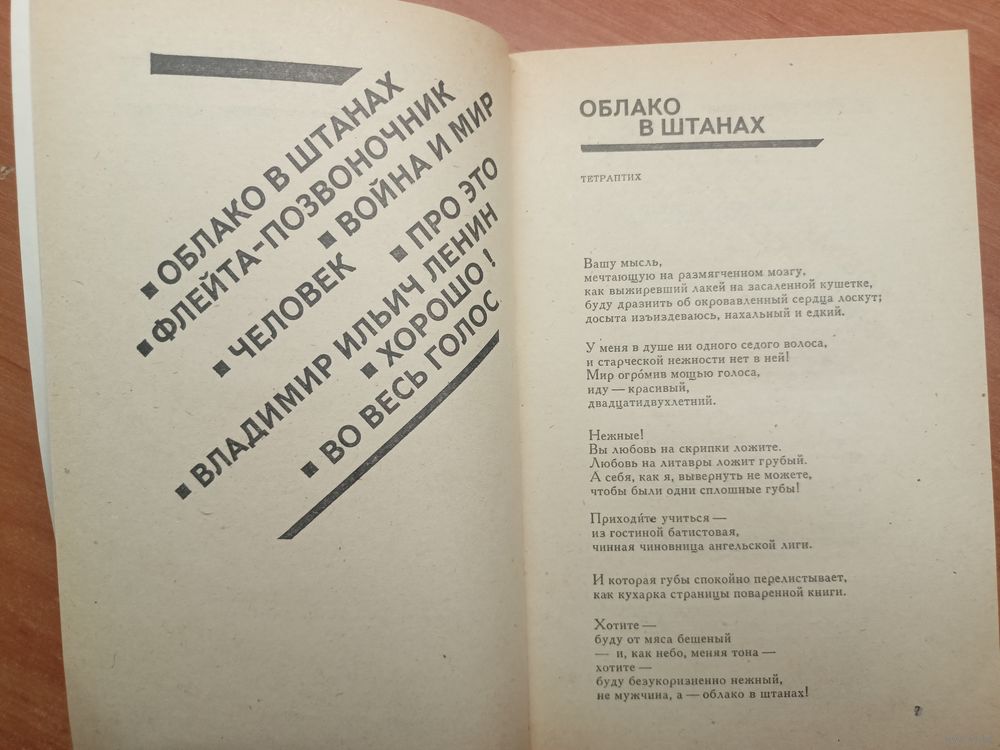 ■ ОБЛАКО В ШТАНАХ
■ ФЛЕЙТА-ПОЗВОНОЧНИК
■ ВОЙНА И МИР
■ ЧЕЛОВЕК
■ ПРО ЭТО
■ ВЛАДИМИР ИЛЬИЧ ЛЕНИН
■ ХОРОШО!
■ ВО ВЕСЬ ГОЛОС
ОБЛАКО
В ШТАНАХ
ТЕТРАПТИХ
Вашу мысль,
мечтающую на размягченном мозгу,
как выжиревший лакей на засаленной кушетке,
буду дразнить об окровавленный сердца лоскут;
досыта изъиздеваюсь, нахальный и едкий.
У меня в душе ни одного седого волоса,
и старческой нежности нет в ней!
Мир огро́мив мощью голоса,
иду — красивый,
двадцатидвухлетний.
Нежные!
Вы любовь на скрипки ложите.
Любовь на литавры ложит грубый.
А себя, как я, вывернуть не можете,
чтобы были одни сплошные губы!
Приходи́те учиться —
из гостиной батистовая,
чинная чиновница ангельской лиги.
И которая губы спокойно перелистывает,
как кухарка страницы поваренной книги.
Хотите —
буду от мяса бешеный
— и, как небо, меняя тона —
хотите —
буду безукоризненно нежный,
не мужчина, а — облако в штанах!
7